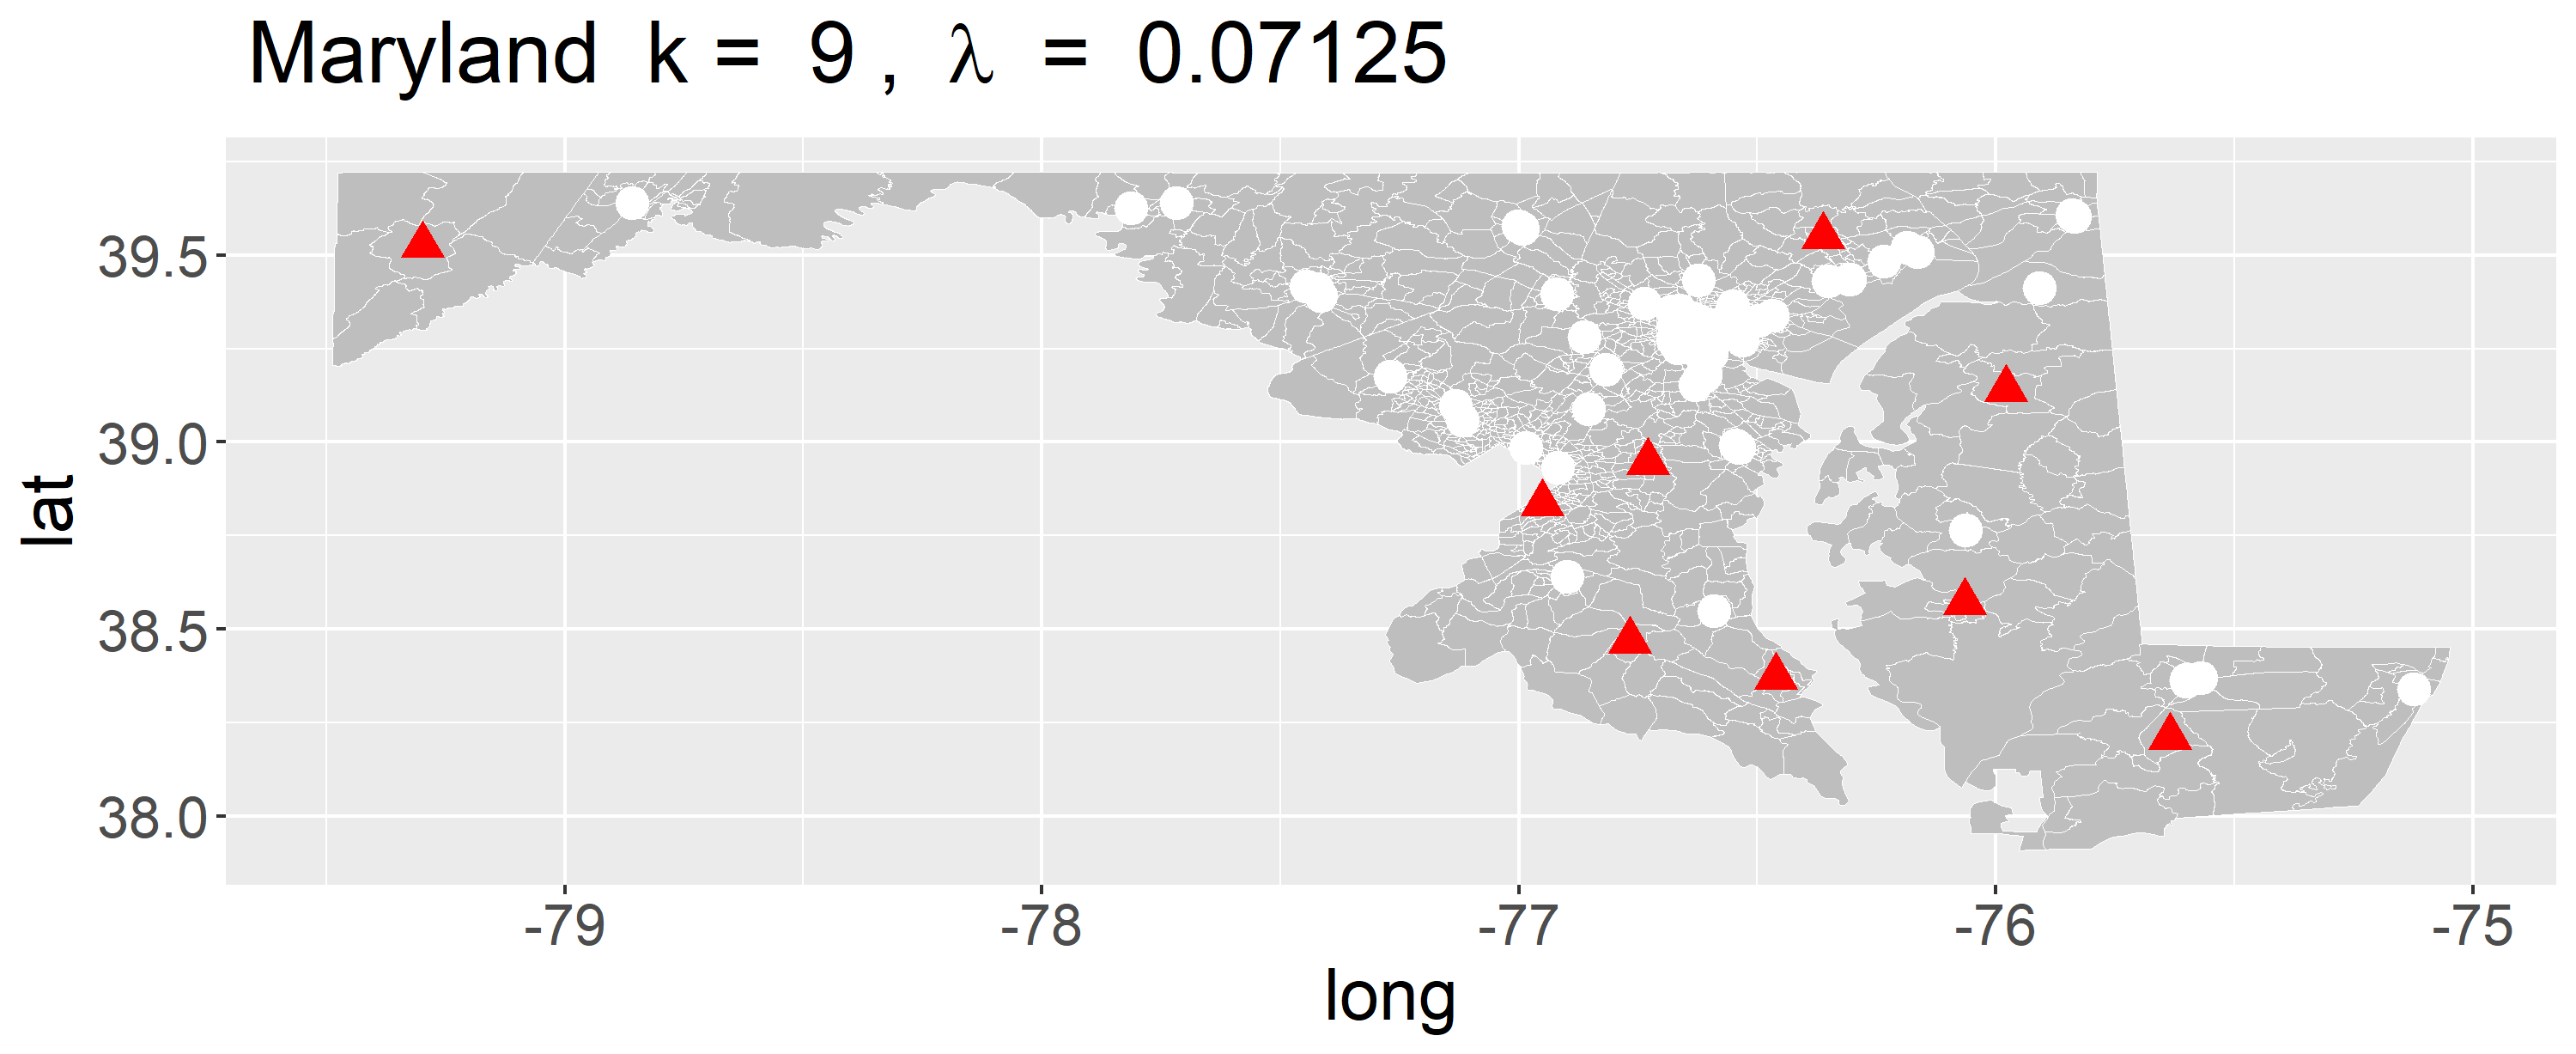 Maryland k = 9 , λ = 0.07125
lat
39.5
39.0
38.5
38.0
-79 -78 -77 -76 -75
long